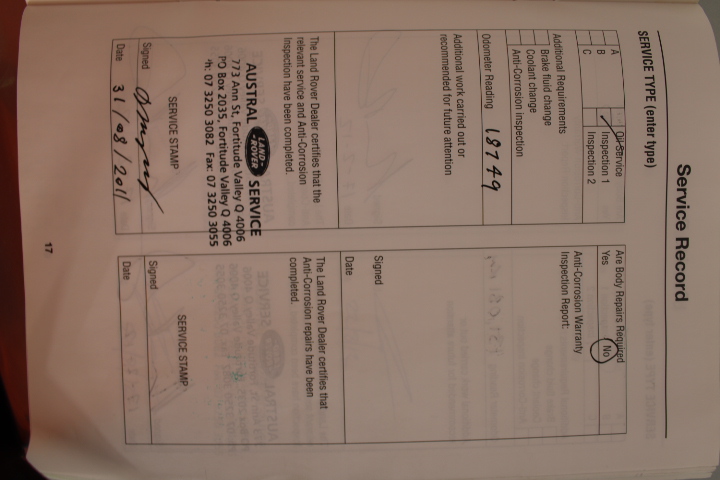 Service Record
SERVICE TYPE (enter type)
A Oil Service
B ✓ Inspection 1
C Inspection 2
Additional Requirements
Brake fluid change
Coolant change
Anti-Corrosion inspection
Odometer Reading 18749
Additional work carried out or
recommended for future attention
The Land Rover Dealer certifies that the
relevant service and Anti-Corrosion
Inspection have been completed.
AUSTRAL LAND-ROVER SERVICE
773 Ann St, Fortitude Valley Q 4006
PO Box 2035, Fortitude Valley Q 4006
Ph: 07 3250 3082 Fax: 07 3250 3055
SERVICE STAMP
Signed
Date 31/08/2011
Are Body Repairs Required
Yes No
Anti-Corrosion Warranty
Inspection Report:
Signed
Date
The Land Rover Dealer certifies that
Anti-Corrosion repairs have been
completed.
SERVICE STAMP
Signed
Date
17